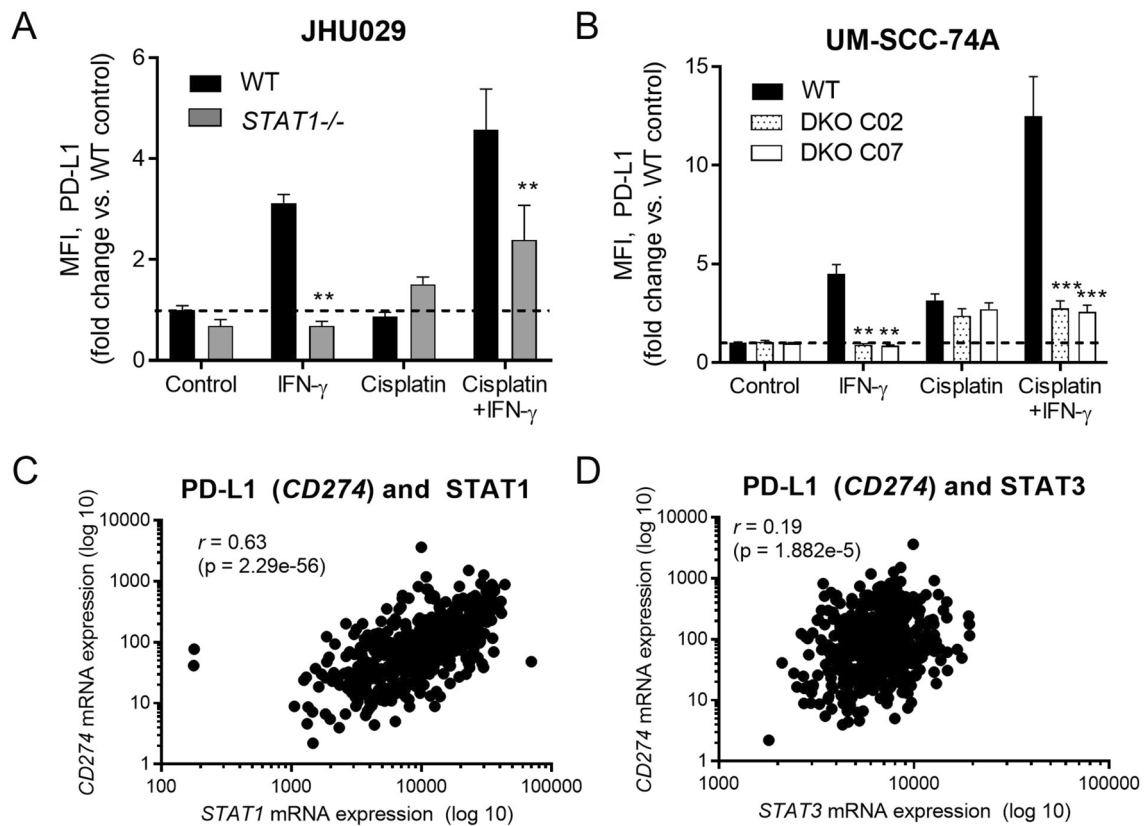 A
JHU029
MFI, PD-L1
(fold change vs. WT control)
6
4
2
0
WT
STAT1-/-
**
**
Control
IFN-γ
Cisplatin
Cisplatin
+IFN-γ
B
UM-SCC-74A
MFI, PD-L1
(fold change vs. WT control)
15
10
5
0
WT
DKO C02
DKO C07
** **
***
***
Control
IFN-γ
Cisplatin
Cisplatin
+IFN-γ
C
PD-L1 (CD274) and STAT1
CD274 mRNA expression (log 10)
10000
1000
100
10
1
r = 0.63
(p = 2.29e-56)
100
1000
10000
100000
STAT1 mRNA expression (log 10)
D
PD-L1 (CD274) and STAT3
CD274 mRNA expression (log 10)
10000
1000
100
10
1
r = 0.19
(p = 1.882e-5)
1000
10000
100000
STAT3 mRNA expression (log 10)